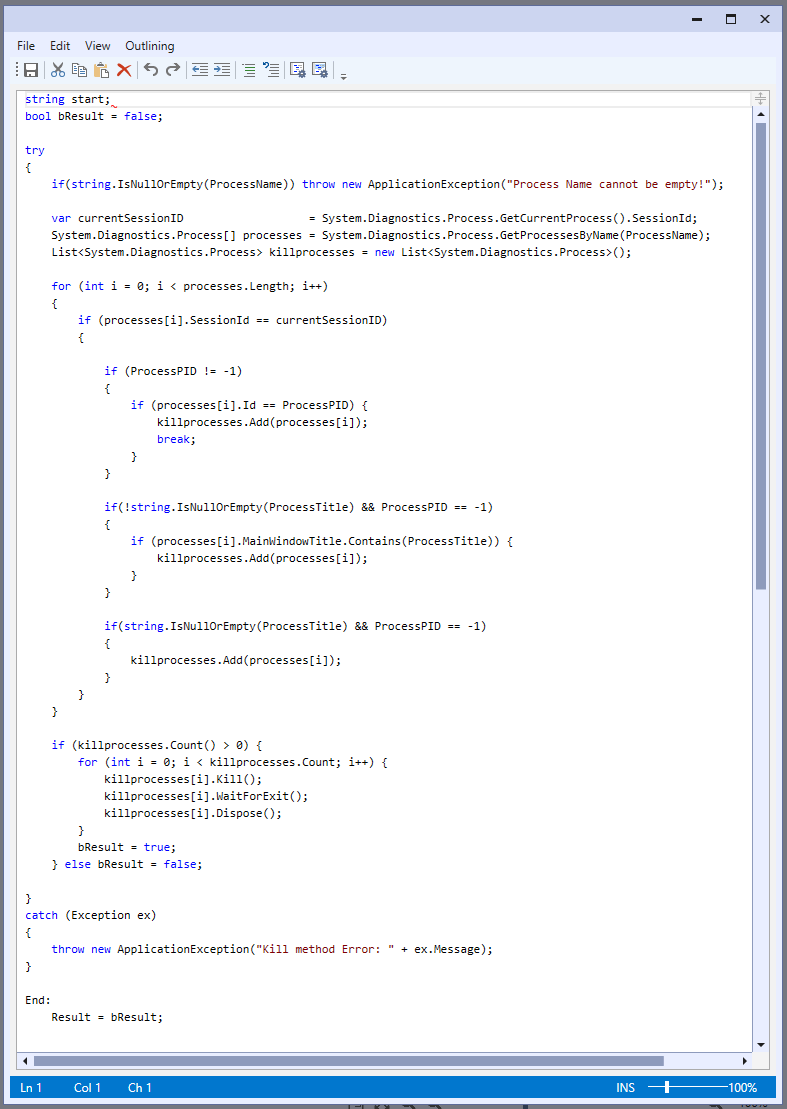 File Edit View Outlining
string start;
bool bResult = false;
try
{
if(string.IsNullOrEmpty(ProcessName)) throw new ApplicationException("Process Name cannot be empty!");
var currentSessionID = System.Diagnostics.Process.GetCurrentProcess().SessionId;
System.Diagnostics.Process[] processes = System.Diagnostics.Process.GetProcessesByName(ProcessName);
List<System.Diagnostics.Process> killprocesses = new List<System.Diagnostics.Process>();
for (int i = 0; i < processes.Length; i++)
{
if (processes[i].SessionId == currentSessionID)
{
if (ProcessPID != -1)
{
if (processes[i].Id == ProcessPID) {
killprocesses.Add(processes[i]);
break;
}
}
if(!string.IsNullOrEmpty(ProcessTitle) && ProcessPID == -1)
{
if (processes[i].MainWindowTitle.Contains(ProcessTitle)) {
killprocesses.Add(processes[i]);
}
}
if(string.IsNullOrEmpty(ProcessTitle) && ProcessPID == -1)
{
killprocesses.Add(processes[i]);
}
}
}
if (killprocesses.Count() > 0) {
for (int i = 0; i < killprocesses.Count; i++) {
killprocesses[i].Kill();
killprocesses[i].WaitForExit();
killprocesses[i].Dispose();
}
bResult = true;
} else bResult = false;
}
catch (Exception ex)
{
throw new ApplicationException("Kill method Error: " + ex.Message);
}
End:
Result = bResult;
Ln 1 Col 1 Ch 1 INS 100%